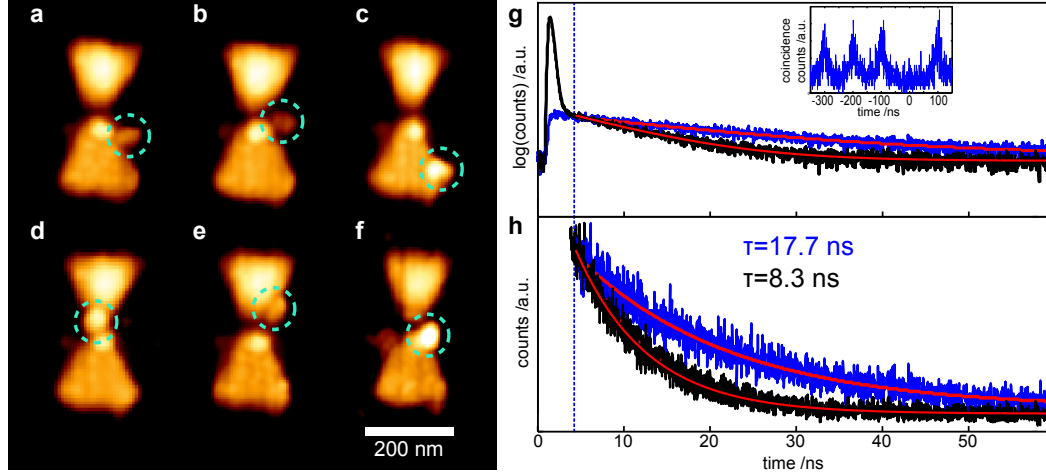 a
b
c
d
e
f
200 nm
g
log(counts) /a.u.
coincidence
counts /a.u.
-300
-200
-100
0
100
time /ns
h
τ=17.7 ns
τ=8.3 ns
counts /a.u.
0
10
20
30
40
50
time /ns